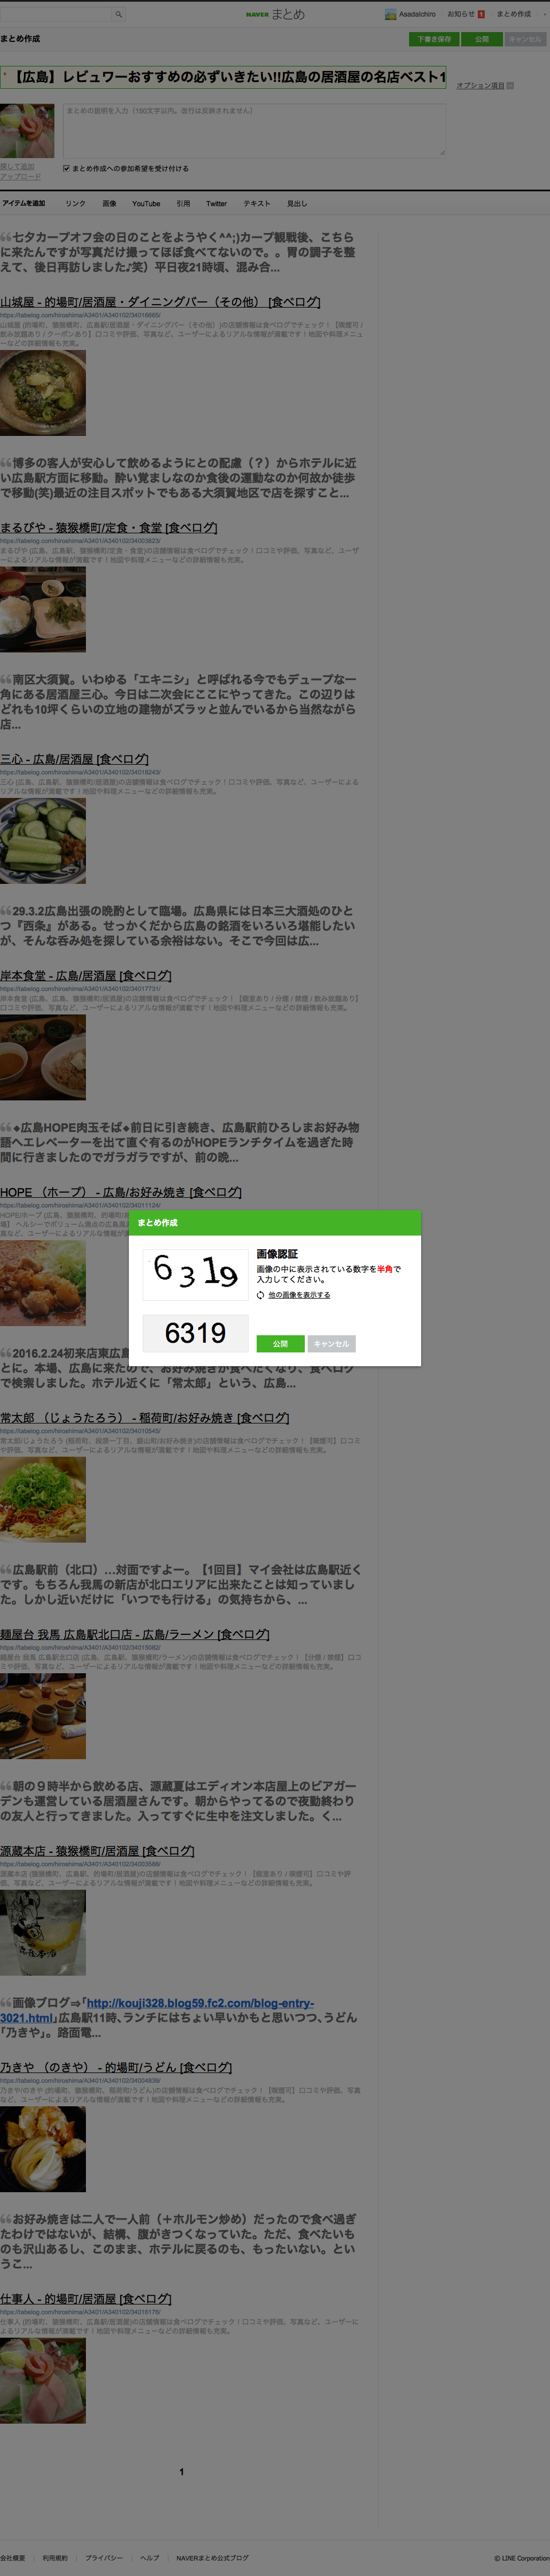 NAVER まとめ
AsadaIchiro
お知らせ 1
まとめ作成
まとめ作成
下書き保存
公開
キャンセル
* 【広島】レビュワーおすすめの必ずいきたい!!広島の居酒屋の名店ベスト1
オプション項目
まとめの説明を入力（150文字以内。改行は反映されません）
探して追加
アップロード
まとめ作成への参加希望を受け付ける
アイテムを追加
リンク
画像
YouTube
引用
Twitter
テキスト
見出し
七夕カープオフ会の日のことをようやく^^;)カープ観戦後、こちら
に来たんですが写真だけ撮ってほぼ食べてないので。。胃の調子を整
えて、後日再訪しました♪笑）平日夜21時頃、混み合...
山城屋 - 的場町/居酒屋・ダイニングバー（その他） [食べログ]
https://tabelog.com/hiroshima/A3401/A340102/34016665/
山城屋 (的場町、猿猴橋町、広島駅/居酒屋・ダイニングバー（その他）)の店舗情報は食べログでチェック！【喫煙可 /
飲み放題あり / クーポンあり】口コミや評価、写真など、ユーザーによるリアルな情報が満載です！地図や料理メニュ
ーなどの詳細情報も充実。
博多の客人が安心して飲めるようにとの配慮（？）からホテルに近
い広島駅方面に移動。酔い覚ましなのか食後の運動なのか何故か徒歩
で移動(笑)最近の注目スポットでもある大須賀地区で店を探すこと...
まるびや - 猿猴橋町/定食・食堂 [食べログ]
https://tabelog.com/hiroshima/A3401/A340102/34003823/
まるびや (広島、広島駅、猿猴橋町/定食・食堂)の店舗情報は食べログでチェック！口コミや評価、写真など、ユーザ
ーによるリアルな情報が満載です！地図や料理メニューなどの詳細情報も充実。
南区大須賀。いわゆる「エキニシ」と呼ばれる今でもデュープな一
角にある居酒屋三心。今日は二次会にここにやってきた。この辺りは
どれも10坪くらいの立地の建物がズラッと並んでいるから当然ながら
店...
三心 - 広島/居酒屋 [食べログ]
https://tabelog.com/hiroshima/A3401/A340102/34018243/
三心 (広島、広島駅、猿猴橋町/居酒屋)の店舗情報は食べログでチェック！口コミや評価、写真など、ユーザーによる
リアルな情報が満載です！地図や料理メニューなどの詳細情報も充実。
29.3.2広島出張の晩酌として臨場。広島県には日本三大酒処のひと
つ『西条』がある。せっかくだから広島の銘酒をいろいろ堪能したい
が、そんな呑み処を探している余裕はない。そこで今回は広...
岸本食堂 - 広島/居酒屋 [食べログ]
https://tabelog.com/hiroshima/A3401/A340102/34017731/
岸本食堂 (広島、広島、猿猴橋町/居酒屋)の店舗情報は食べログでチェック！【個室あり / 分煙 / 禁煙 / 飲み放題あり】
口コミや評価、写真など、ユーザーによるリアルな情報が満載です！地図や料理メニューなどの詳細情報も充実。
◆広島HOPE肉玉そば◆前日に引き続き、広島駅前ひろしまお好み物
語へエレベーターを出て直ぐ有るのがHOPEランチタイムを過ぎた時
間に行きましたのでガラガラですが、前の晩...
HOPE （ホープ） - 広島/お好み焼き [食べログ]
https://tabelog.com/hiroshima/A3401/A340102/34011124/
HOPE/ホープ (広島、猿猴橋町、的場町/お
場】 ヘルシーでボリューム満点の広島風お
真など、ユーザーによるリアルな情報が満載
まとめ作成
6319
画像認証
画像の中に表示されている数字を半角で
入力してください。
他の画像を表示する
6319
公開
キャンセル
2016.2.24初来店東広島
とに。本場、広島に来たので、お好み焼きが食べたくなり、食べログ
で検索しました。ホテル近くに「常太郎」という、広島...
常太郎 （じょうたろう） - 稲荷町/お好み焼き [食べログ]
https://tabelog.com/hiroshima/A3401/A340102/34010545/
常太郎/じょうたろう (稲荷町、段原一丁目、銀山町/お好み焼き)の店舗情報は食べログでチェック！【喫煙可】口コミ
や評価、写真など、ユーザーによるリアルな情報が満載です！地図や料理メニューなどの詳細情報も充実。
広島駅前（北口）…対面ですよー。【1回目】マイ会社は広島駅近く
です。もちろん我馬の新店が北口エリアに出来たことは知っていまし
た。しかし近いだけに「いつでも行ける」の気持ちから、...
麺屋台 我馬 広島駅北口店 - 広島/ラーメン [食べログ]
https://tabelog.com/hiroshima/A3401/A340102/34015082/
麺屋台 我馬 広島駅北口店 (広島、広島駅、猿猴橋町/ラーメン)の店舗情報は食べログでチェック！【分煙 / 禁煙】口コ
ミや評価、写真など、ユーザーによるリアルな情報が満載です！地図や料理メニューなどの詳細情報も充実。
朝の９時半から飲める店、源蔵夏はエディオン本店屋上のビアガー
デンも運営している居酒屋さんです。朝からやってるので夜勤終わり
の友人と行ってきました。入ってすぐに生中を注文しました。く...
源蔵本店 - 猿猴橋町/居酒屋 [食べログ]
https://tabelog.com/hiroshima/A3401/A340102/34003588/
源蔵本店 (猿猴橋町、広島駅、的場町/居酒屋)の店舗情報は食べログでチェック！【個室あり / 喫煙可】口コミや評
価、写真など、ユーザーによるリアルな情報が満載です！地図や料理メニューなどの詳細情報も充実。
画像ブログ⇒「http://kouji328.blog59.fc2.com/blog-entry-
3021.html」広島駅11時、ランチにはちょい早いかもと思いつつ、うどん
「乃きや」。路面電...
乃きや （のきや） - 的場町/うどん [食べログ]
https://tabelog.com/hiroshima/A3401/A340102/34004839/
乃きや/のきや (的場町、猿猴橋町、稲荷町/うどん)の店舗情報は食べログでチェック！【喫煙可】口コミや評価、写真
など、ユーザーによるリアルな情報が満載です！地図や料理メニューなどの詳細情報も充実。
お好み焼きは二人で一人前（＋ホルモン炒め）だったので食べ過ぎ
たわけではないが、結構、腹がきつくなっていた。ただ、食べたいも
のも沢山あるし、このまま、ホテルに戻るのも、もったいない。とい
うこ...
仕事人 - 的場町/居酒屋 [食べログ]
https://tabelog.com/hiroshima/A3401/A340102/34016176/
仕事人 (的場町、猿猴橋町、広島駅/居酒屋)の店舗情報は食べログでチェック！口コミや評価、写真など、ユーザーに
よるリアルな情報が満載です！地図や料理メニューなどの詳細情報も充実。
1
会社概要
利用規約
プライバシー
ヘルプ
NAVERまとめ公式ブログ
© LINE Corporation